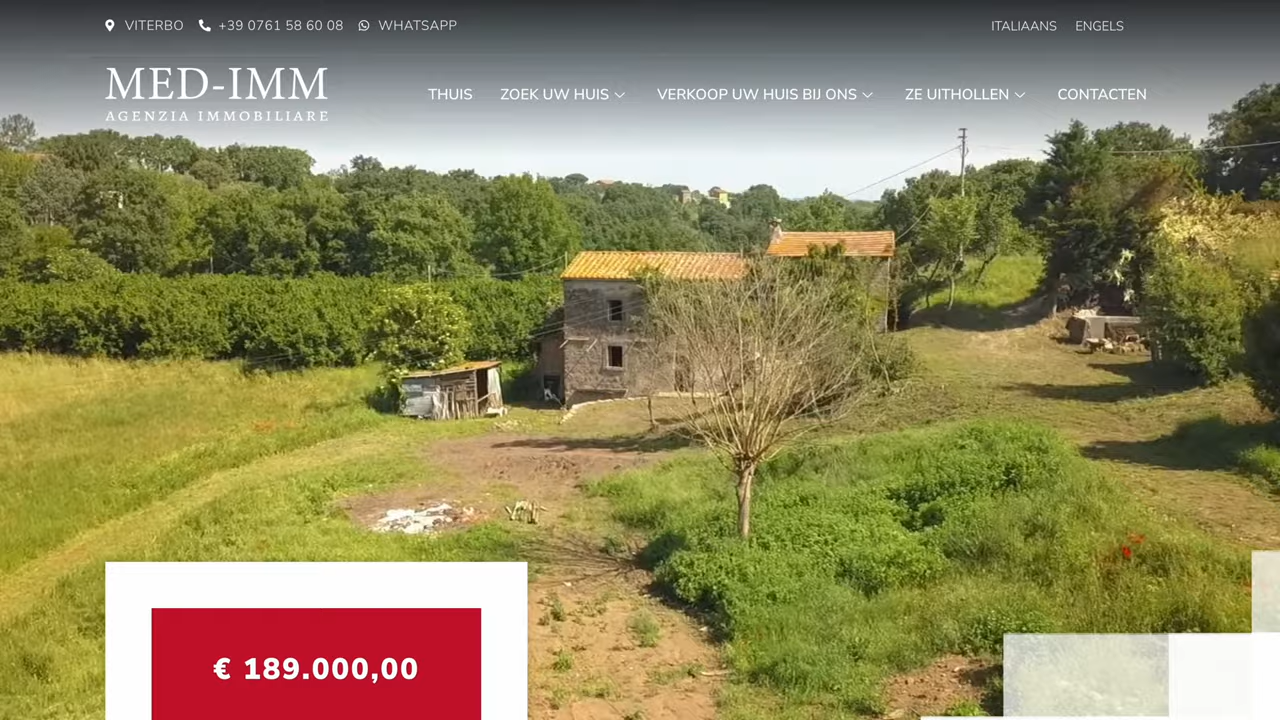 VITERBO +39 0761 58 60 08 WHATSAPP
ITALIAANS ENGELS
MED-IMM
AGENZIA IMMOBILIARE
THUIS ZOEK UW HUIS VERKOOP UW HUIS BIJ ONS ZE UITHOLLEN CONTACTEN
€ 189.000,00